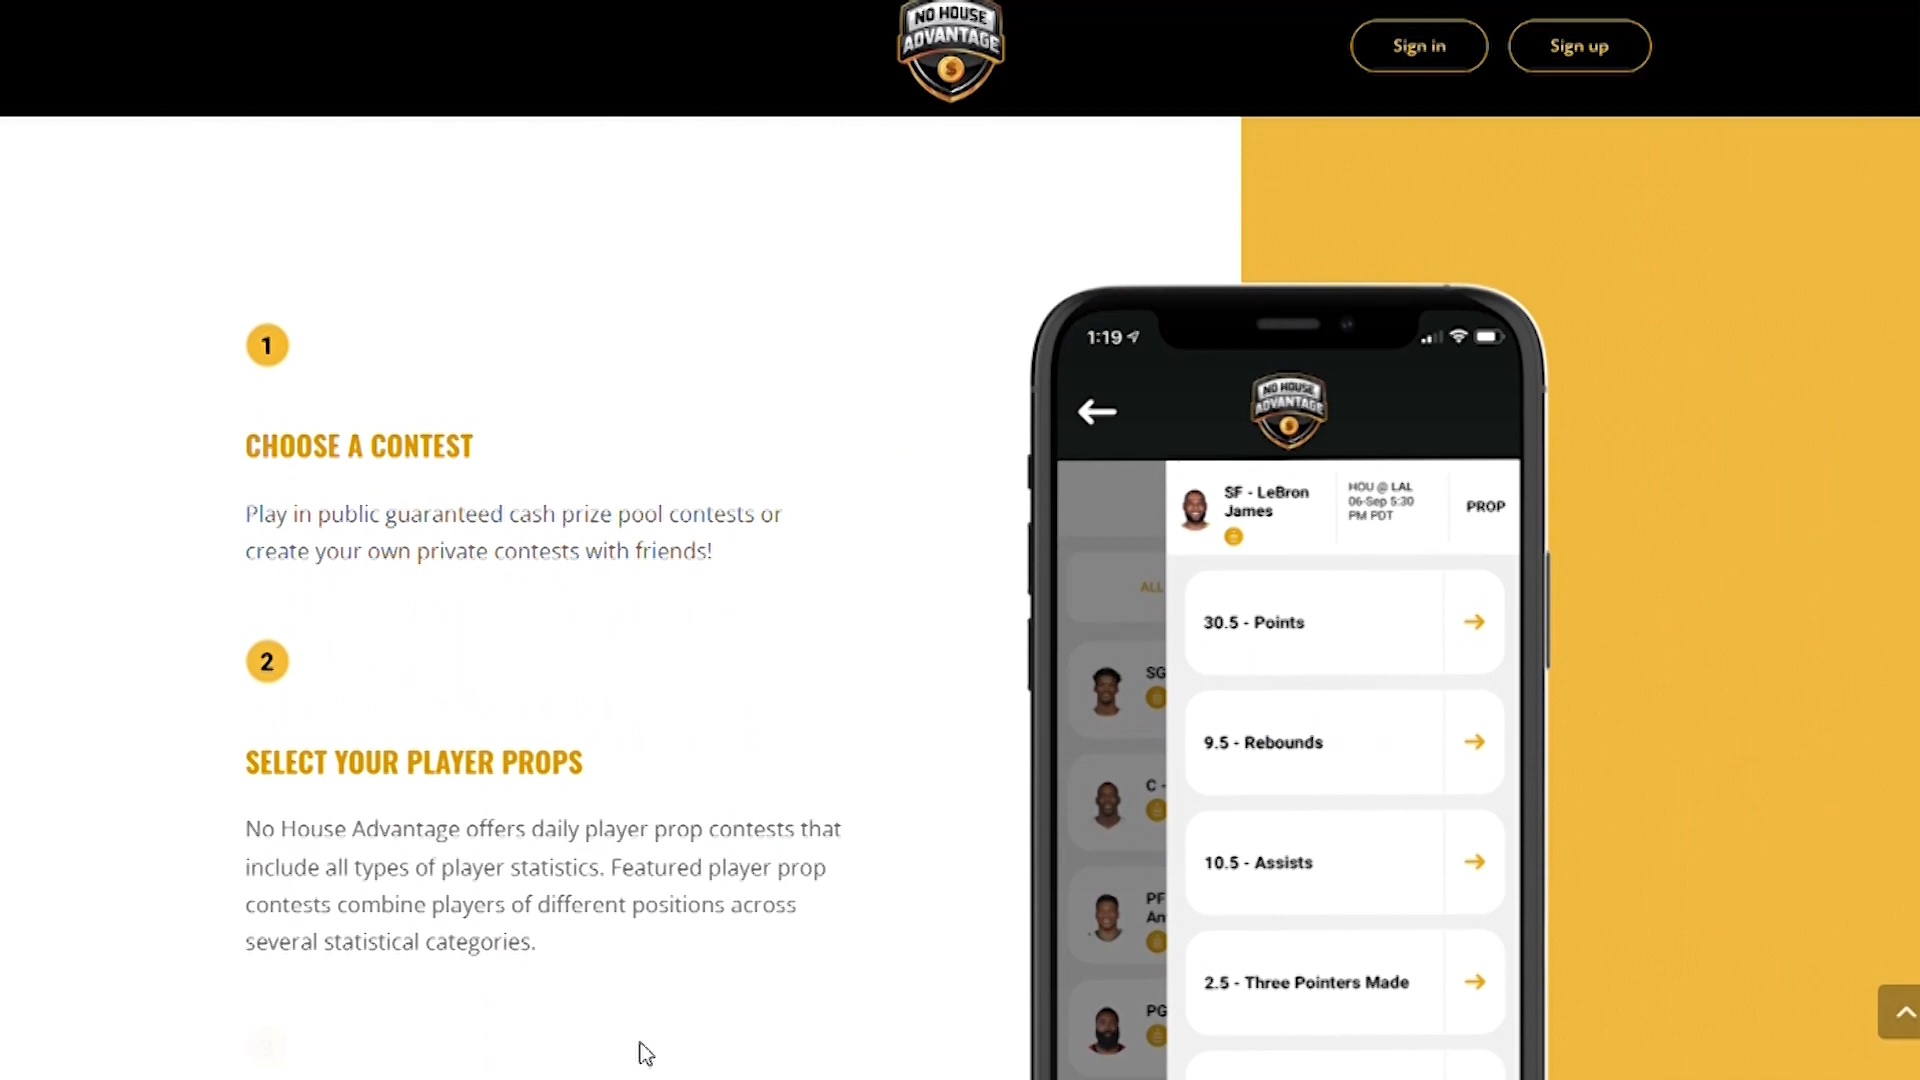 NO HOUSE
ADVANTAGE
Sign in
Sign up
1
CHOOSE A CONTEST
Play in public guaranteed cash prize pool contests or
create your own private contests with friends!
2
SELECT YOUR PLAYER PROPS
No House Advantage offers daily player prop contests that
include all types of player statistics. Featured player prop
contests combine players of different positions across
several statistical categories.
3
1:19
NO HOUSE
ADVANTAGE
SF - LeBron
James
HOU @ LAL
06-Sep 5:30
PM PDT
PROP
ALL
30.5 - Points
SG
9.5 - Rebounds
C -
10.5 - Assists
PF
An
2.5 - Three Pointers Made
PG